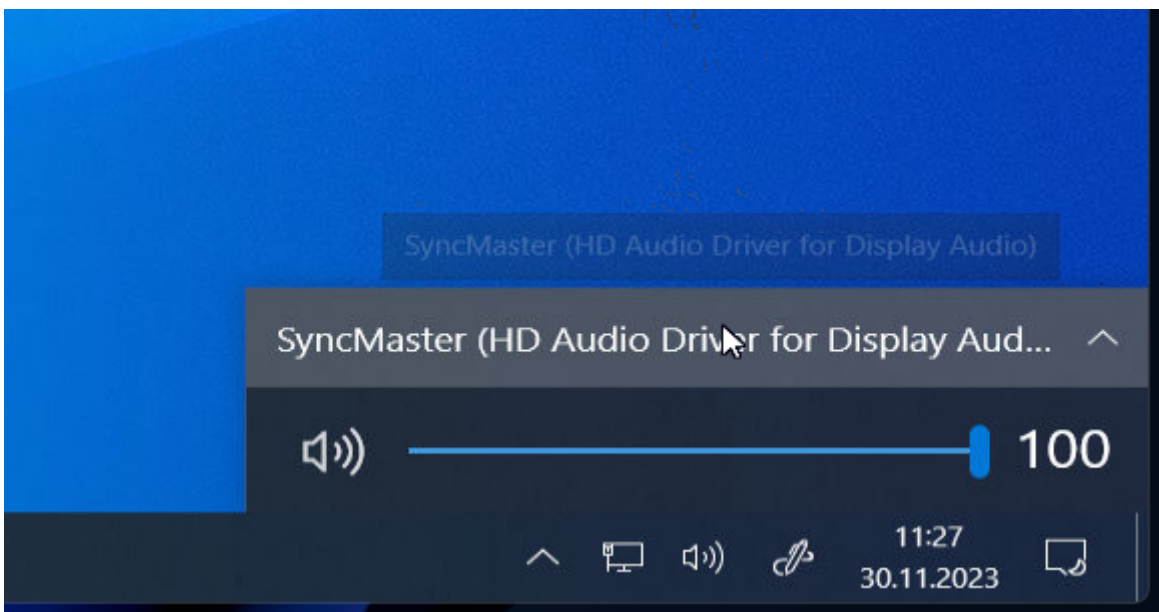 SyncMaster (HD Audio Driver for Display Audio)
SyncMaster (HD Audio Driver for Display Aud...
100
11:27
30.11.2023